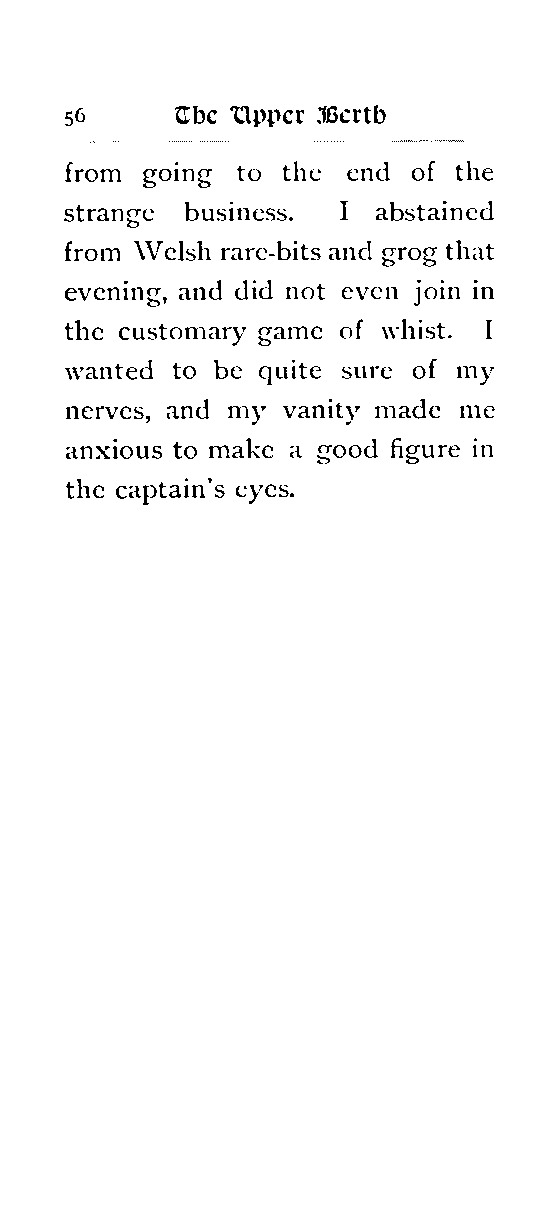 56 The Upper Berth
from going to the end of the
strange business. I abstained
from Welsh rare-bits and grog that
evening, and did not even join in
the customary game of whist. I
wanted to be quite sure of my
nerves, and my vanity made me
anxious to make a good figure in
the captain's eyes.